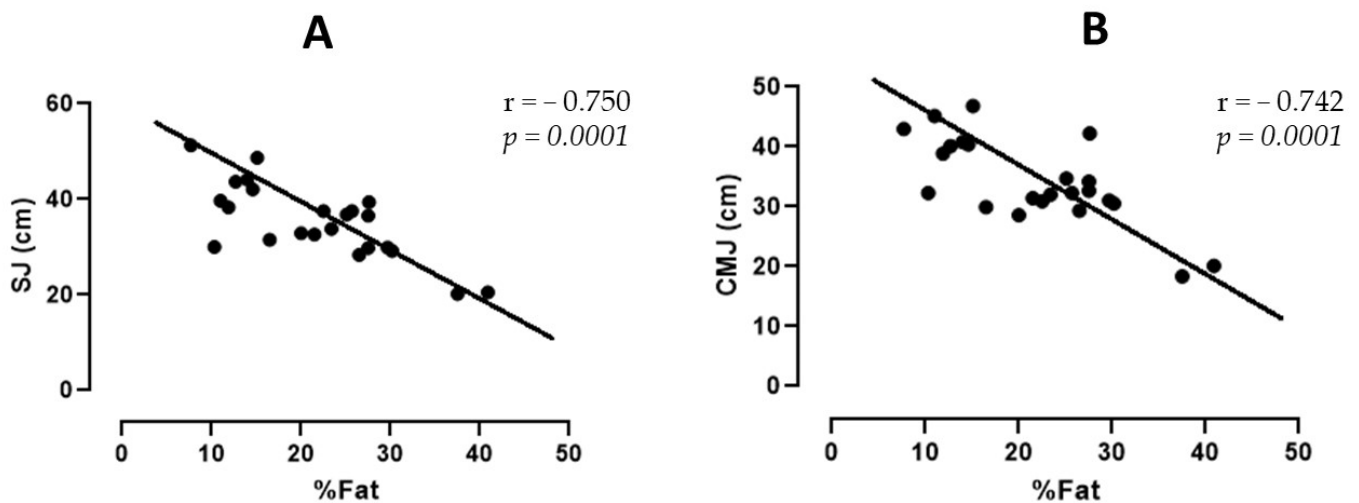 A
r = – 0.750
p = 0.0001
60
40
20
0
SJ (cm)
0 10 20 30 40 50
%Fat
B
r = – 0.742
p = 0.0001
50
40
30
20
10
0
CMJ (cm)
0 10 20 30 40 50
%Fat